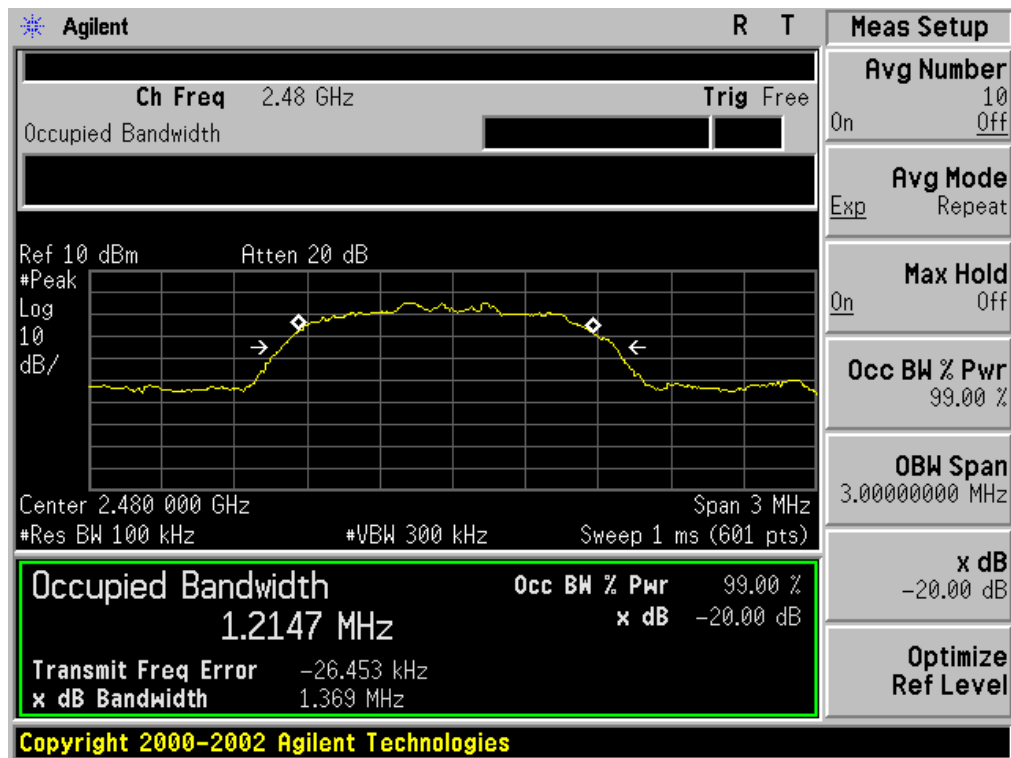 Agilent R T
Ch Freq 2.48 GHz Trig Free
Occupied Bandwidth
Ref 10 dBm Atten 20 dB
#Peak
Log
10
dB/
Center 2.480 000 GHz Span 3 MHz
#Res BW 100 kHz #VBW 300 kHz Sweep 1 ms (601 pts)
Occupied Bandwidth
1.2147 MHz
Occ BW % Pwr 99.00 %
x dB -20.00 dB
Transmit Freq Error -26.453 kHz
x dB Bandwidth 1.369 MHz
Copyright 2000-2002 Agilent Technologies
Meas Setup
Avg Number
10
On Off
Avg Mode
Exp Repeat
Max Hold
On Off
Occ BW % Pwr
99.00 %
OBW Span
3.00000000 MHz
x dB
-20.00 dB
Optimize
Ref Level